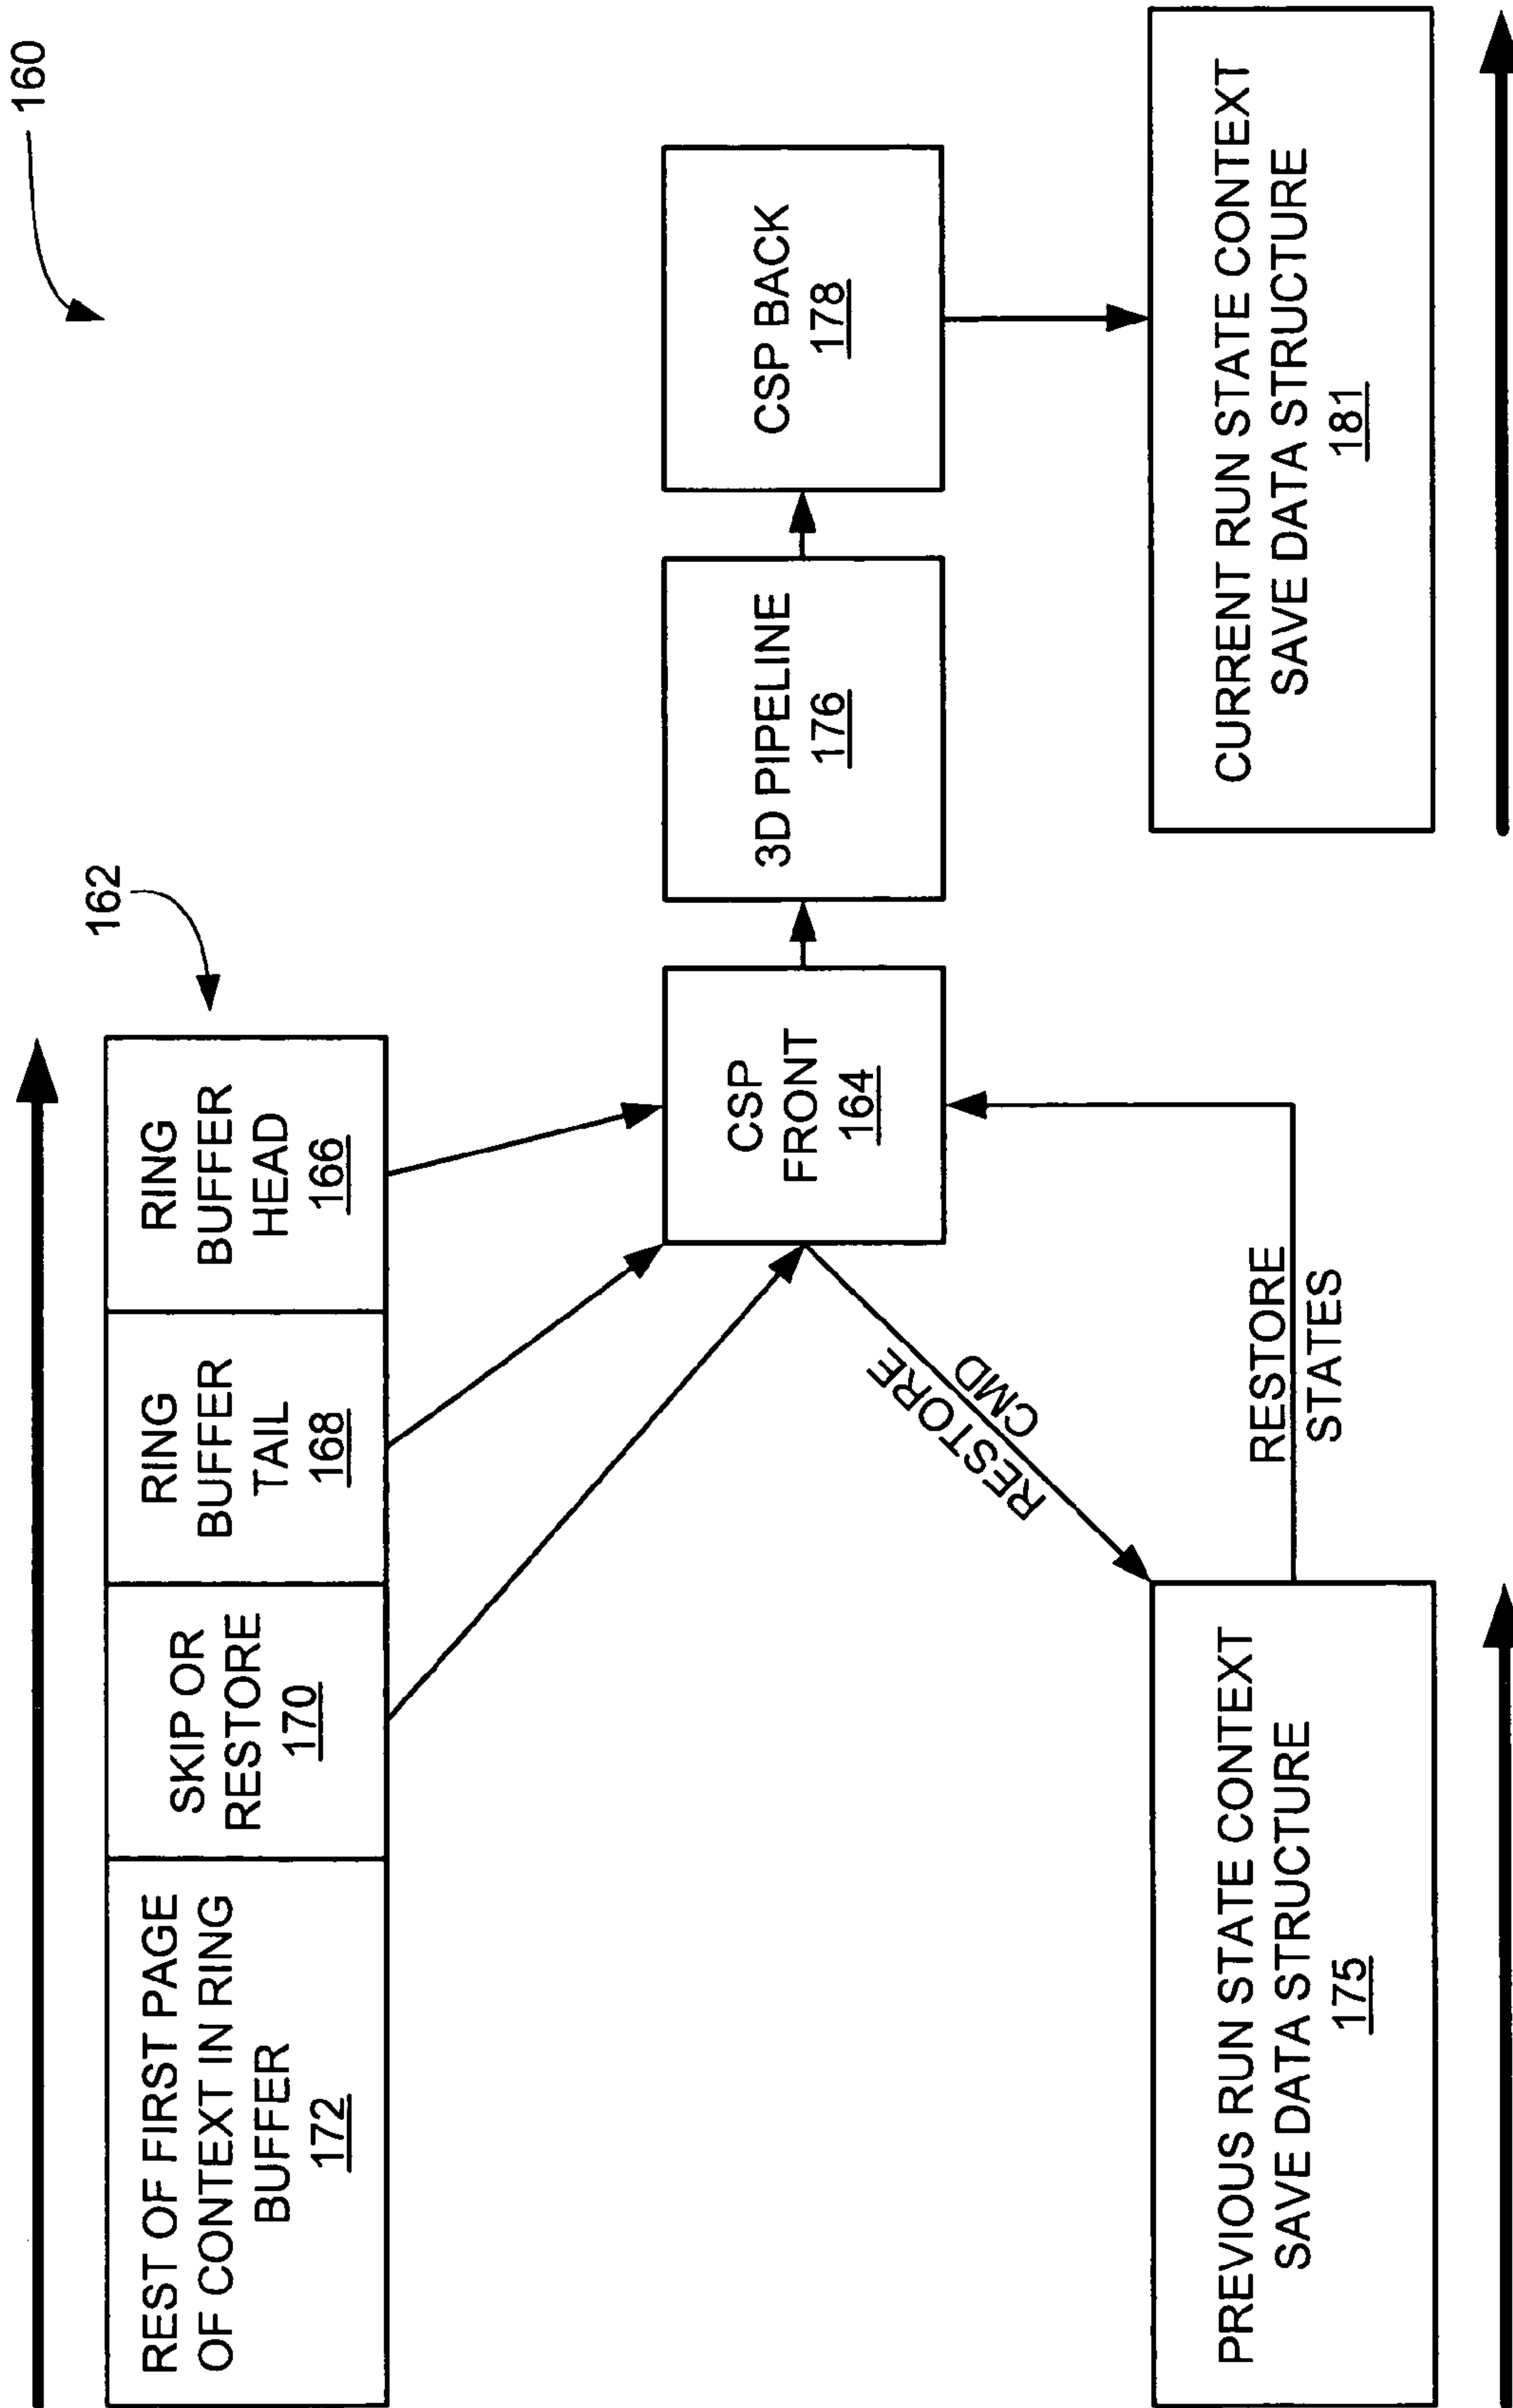 160
162
REST OF FIRST PAGE
OF CONTEXT IN RING
BUFFER
172
SKIP OR
RESTORE
170
RING
BUFFER
TAIL
168
RING
BUFFER
HEAD
166
CSP
FRONT
164
3D PIPELINE
176
CSP BACK
178
RESTORE
CMD
RESTORE
STATES
PREVIOUS RUN STATE CONTEXT
SAVE DATA STRUCTURE
175
CURRENT RUN STATE CONTEXT
SAVE DATA STRUCTURE
181